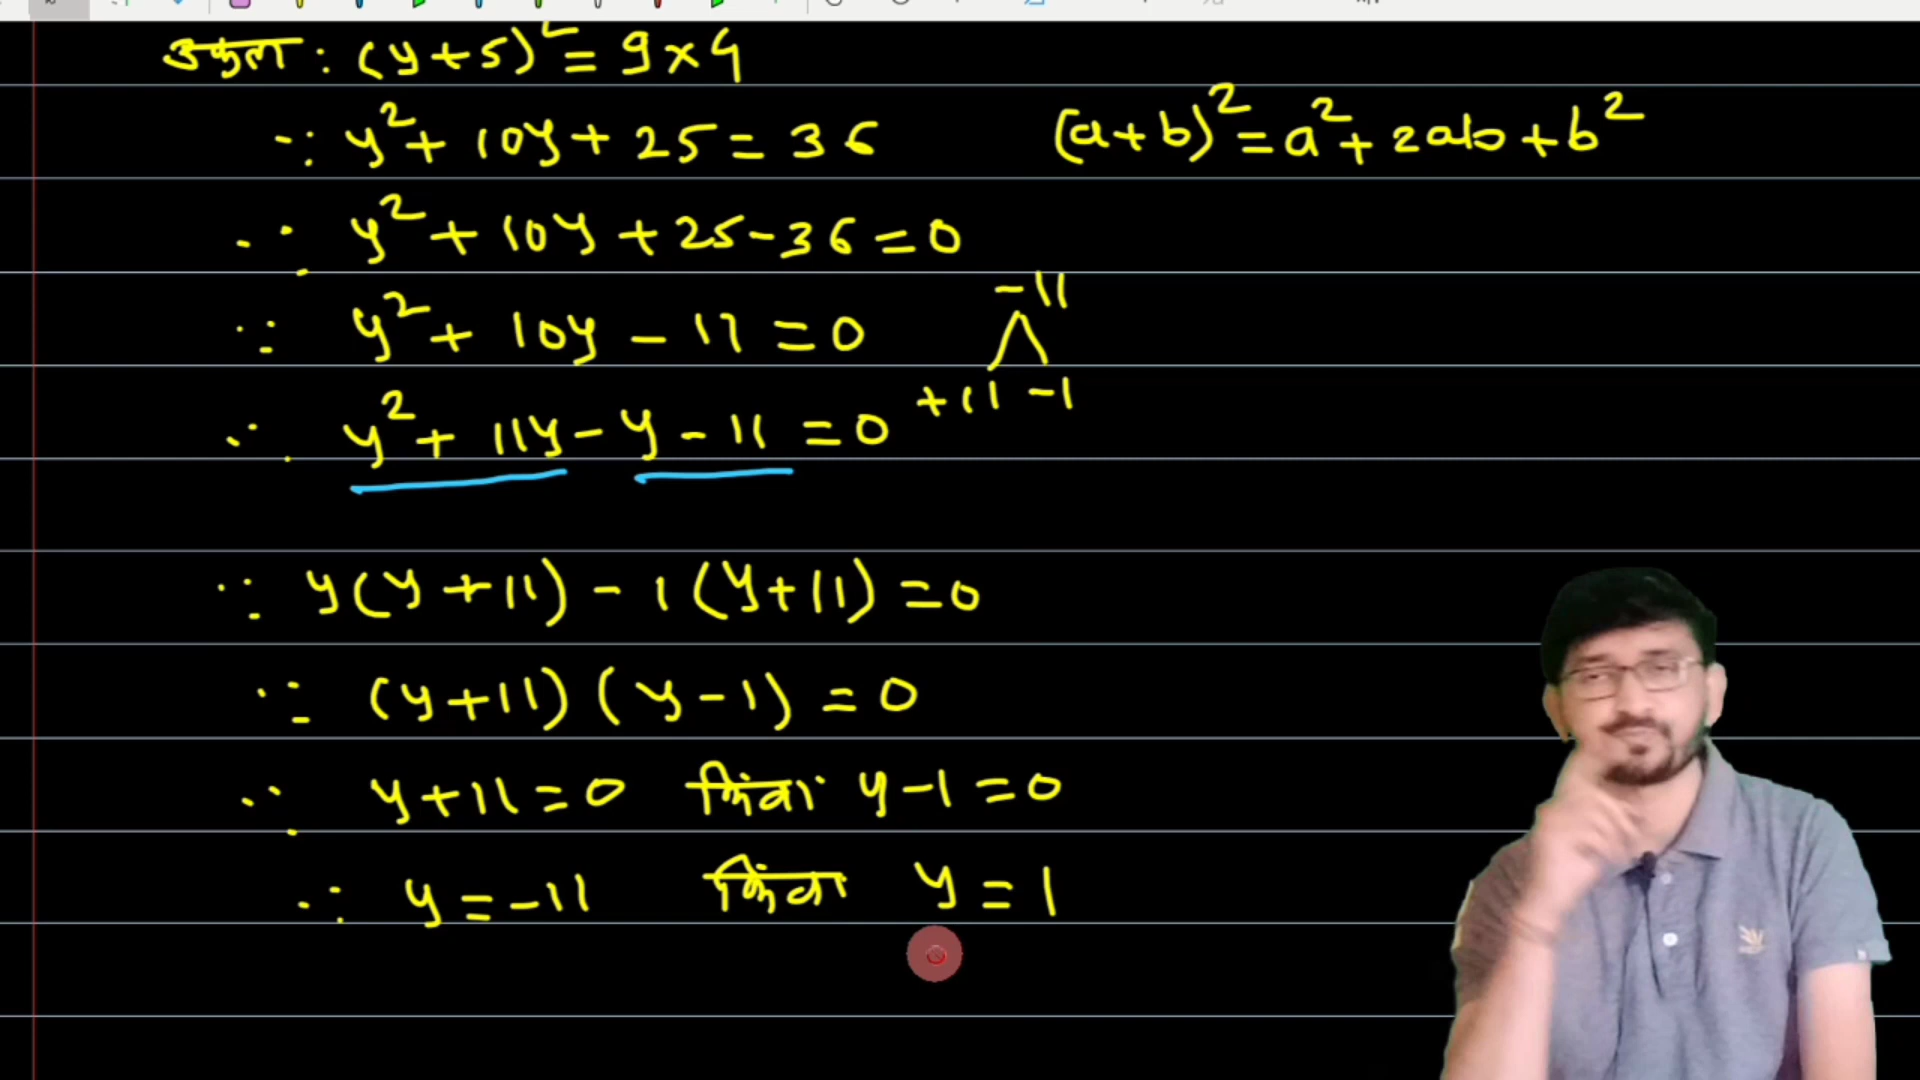 उकल : (y+5)² = 9×4
∵ y² + 10y + 25 = 36
(a+b)² = a² + 2ab + b²
∴ y² + 10y + 25 - 36 = 0
∵ y² + 10y - 11 = 0
-11
+11 -1
∴ y² + 11y - y - 11 = 0
∵ y(y+11) - 1(y+11) = 0
∵ (y+11)(y-1) = 0
∴ y+11=0 किंवा y-1=0
∴ y = -11 किंवा y = 1